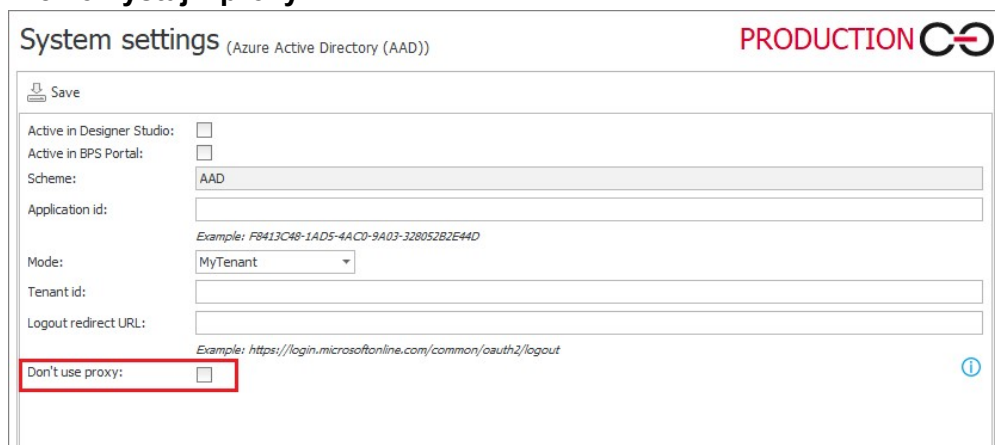 System settings (Azure Active Directory (AAD))
PRODUCTION
Save
Active in Designer Studio:
Active in BPS Portal:
Scheme: AAD
Application id:
Example: F8413C48-1AD5-4AC0-9A03-328052B2E44D
Mode: MyTenant
Tenant id:
Logout redirect URL:
Example: https://login.microsoftonline.com/common/oauth2/logout
Don't use proxy: